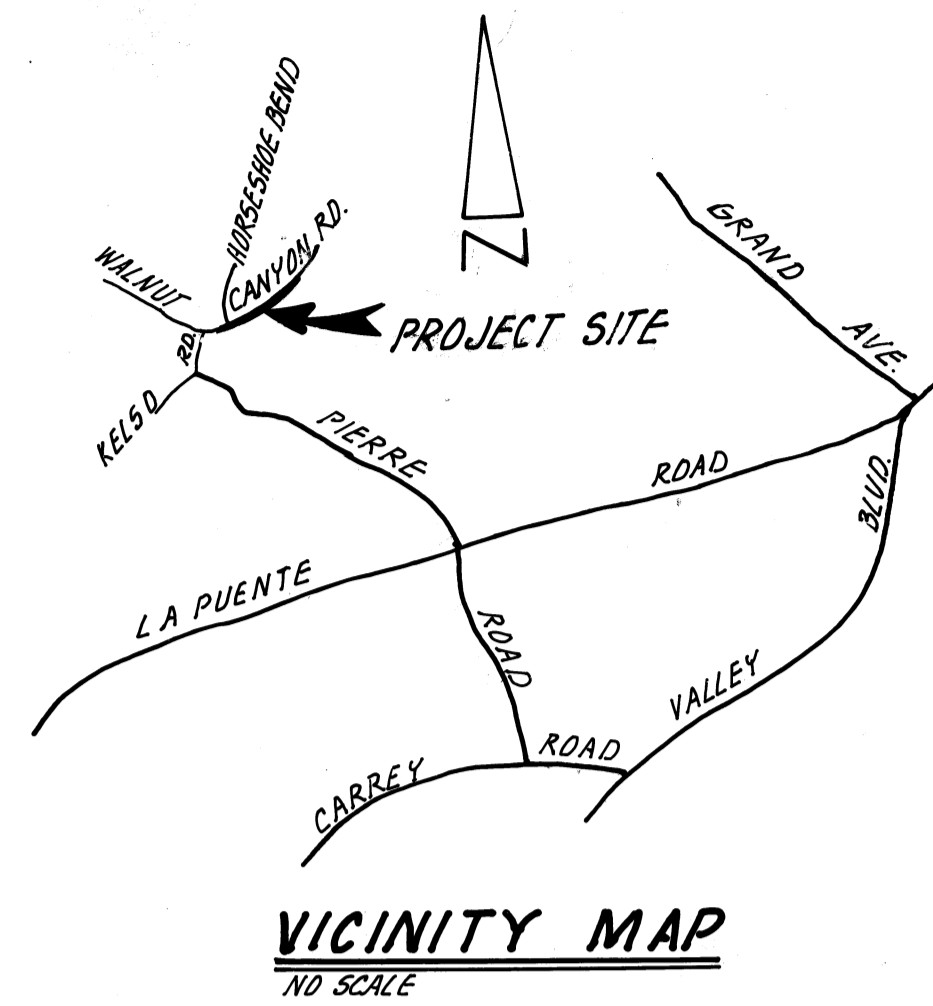 HORSESHOE BEND
WALNUT
CANYON RD.
N
GRAND
AVE.
PROJECT SITE
RD.
KELSO
PIERRE
ROAD
BLVD.
LA PUENTE
ROAD
VALLEY
ROAD
CARREY
VICINITY MAP
NO SCALE